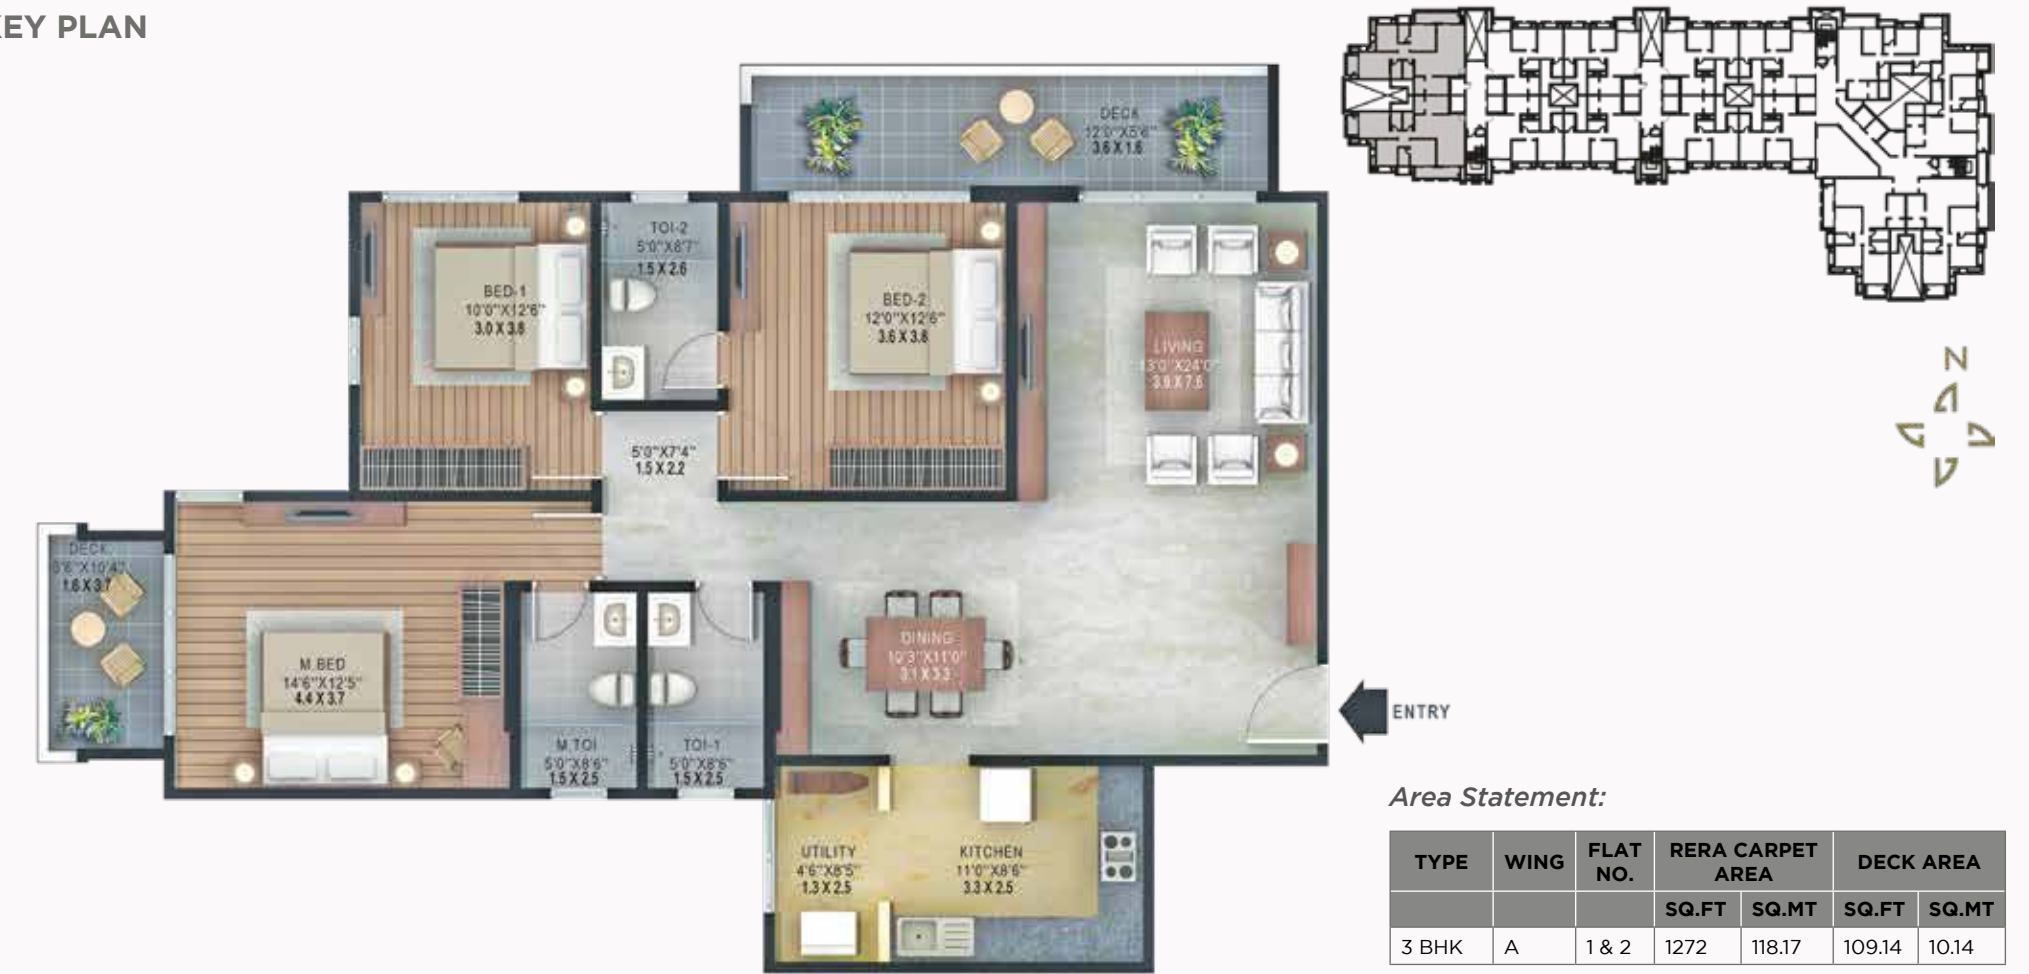 KEY PLAN
DECK
12'0"X5'6"
3.6 X 1.6
TOI-2
5'0"X8'7"
1.5 X 2.6
BED-1
10'0"X12'6"
3.0 X 3.8
BED-2
12'0"X12'6"
3.6 X 3.8
LIVING
13'0"X24'0"
3.9 X 7.6
N
5'0"X7'4"
1.5 X 2.2
DECK
1.6 X 3.7
M.BED
14'6"X12'5"
4.4 X 3.7
DINING
10'3"X11'0"
3.1 X 3.3
ENTRY
M.TOI
5'0"X8'6"
1.5 X 2.5
TOI-1
5'0"X8'6"
1.5 X 2.5
UTILITY
4'6"X8'5"
1.3 X 2.5
KITCHEN
11'0"X8'6"
3.3 X 2.5
Area Statement:
TYPE WING FLAT NO. RERA CARPET AREA DECK AREA
SQ.FT SQ.MT SQ.FT SQ.MT
3 BHK A 1 & 2 1272 118.17 109.14 10.14